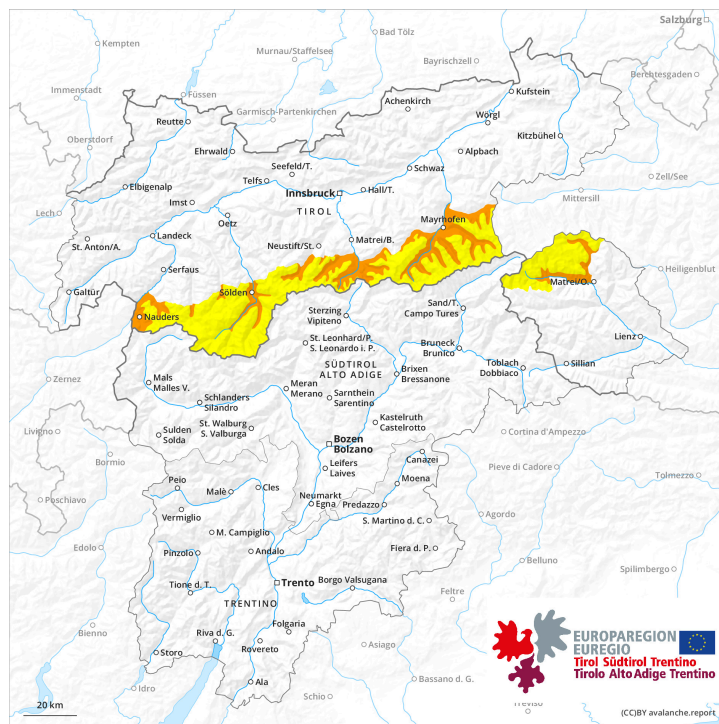 Salzburg
Kempten
Bad Tölz
Murnau/Staffelsee
Bayrischzell
Berchtesgaden
Immenstadt
Füssen
Garmisch-Partenkirchen
Achenkirch
Kufstein
Reutte
Wörgl
Oberstdorf
Kitzbühel
Ehrwald
Alpbach
Seefeld/T.
Schwaz
Zell/See
Telfs
Elbigenalp
Innsbruck
Hall/T.
Mittersill
Imst
Lech
TIROL
Oetz
Mayrhofen
St. Anton/A.
Landeck
Neustift/St.
Matrei/B.
Serfaus
Heiligenblut
Galtür
Sölden
Matrei/O.
Nauders
Sterzing
Vipiteno
Sand/T.
Campo Tures
Lienz
St. Leonhard/P.
S. Leonardo i. P.
Bruneck
Brunico
Toblach
Dobbiaco
Sillian
SÜDTIROL
ALTO ADIGE
Zernez
Mals
Malles V.
Meran
Merano
Brixen
Bressanone
Schlanders
Silandro
Sarnthein
Sarentino
St. Walburg
S. Valburga
Kastelruth
Castelrotto
Livigno
Sulden
Solda
Bozen
Bolzano
Cortina d'Ampezzo
Bormio
Canazei
Leifers
Laives
Pieve di Cadore
Tolmezzo
Peio
Moena
Poschiavo
Malè
Cles
Neumarkt
Egna
Predazzo
Vermiglio
Agordo
S. Martino d. C.
M. Campiglio
Edolo
Pinzolo
Andalo
Fiera d. P.
Belluno
Spilimbergo
Tione d. T.
Trento
Borgo Valsugana
Feltre
TRENTINO
Folgaria
Bienno
Riva d. G.
Rovereto
Asiago
Storo
Ala
Bassano d. G.
Idro
Schio
Treviso
EUROPAREGION
EUREGIO
Tirol Südtirol Trentino
Tirolo Alto Adige Trentino
20 km
(CC)BY avalanche.report